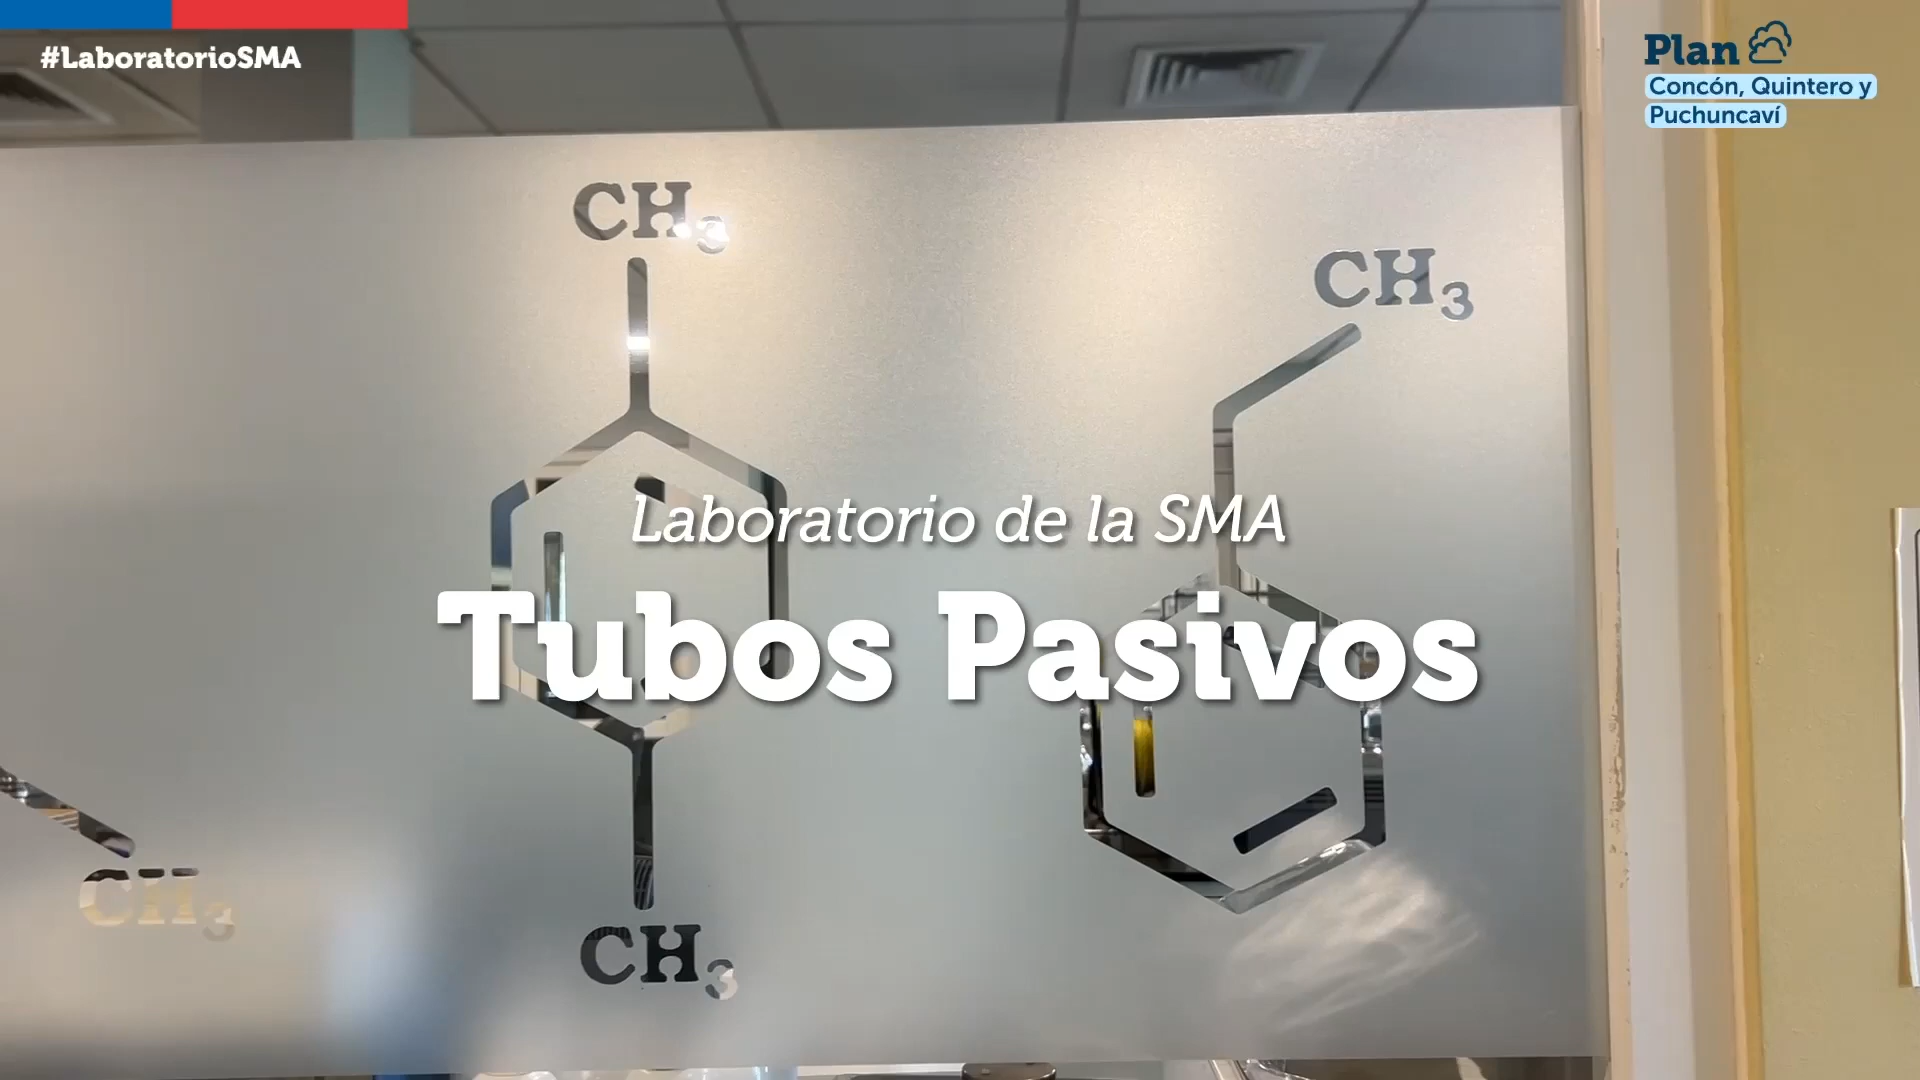 #LaboratorioSMA
Plan
Concón, Quintero y
Puchuncaví
CH3
CH3
Laboratorio de la SMA
Tubos Pasivos
CH3
CH3